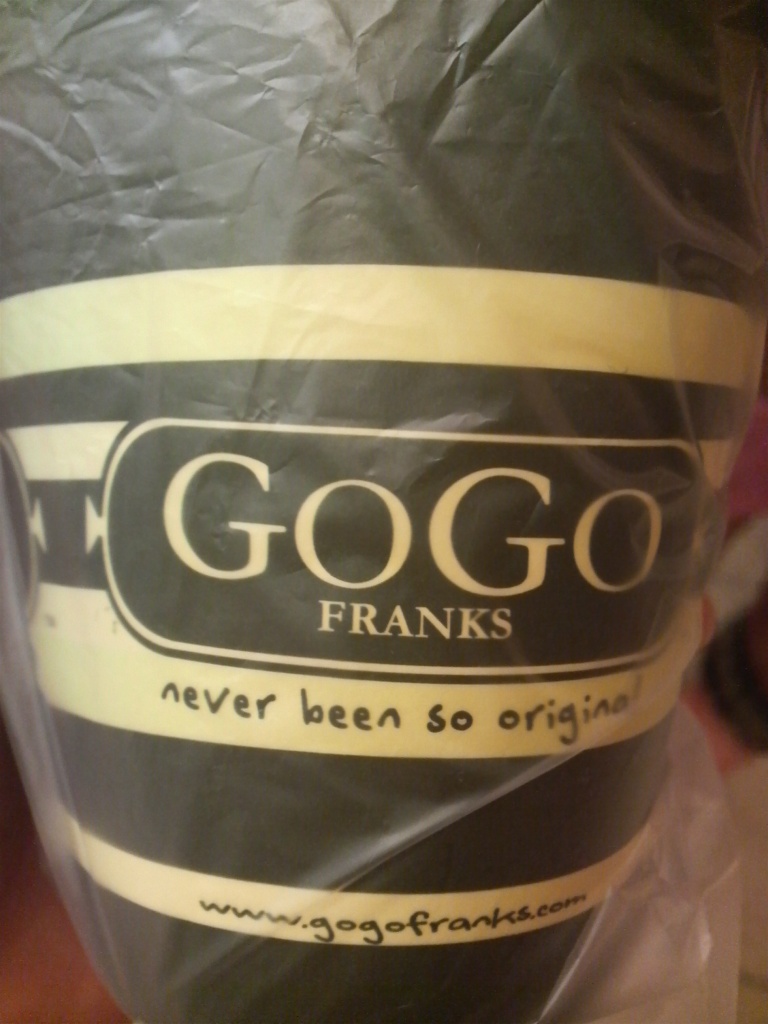 GOGO
FRANKS
never been so original
www.gogofranks.com